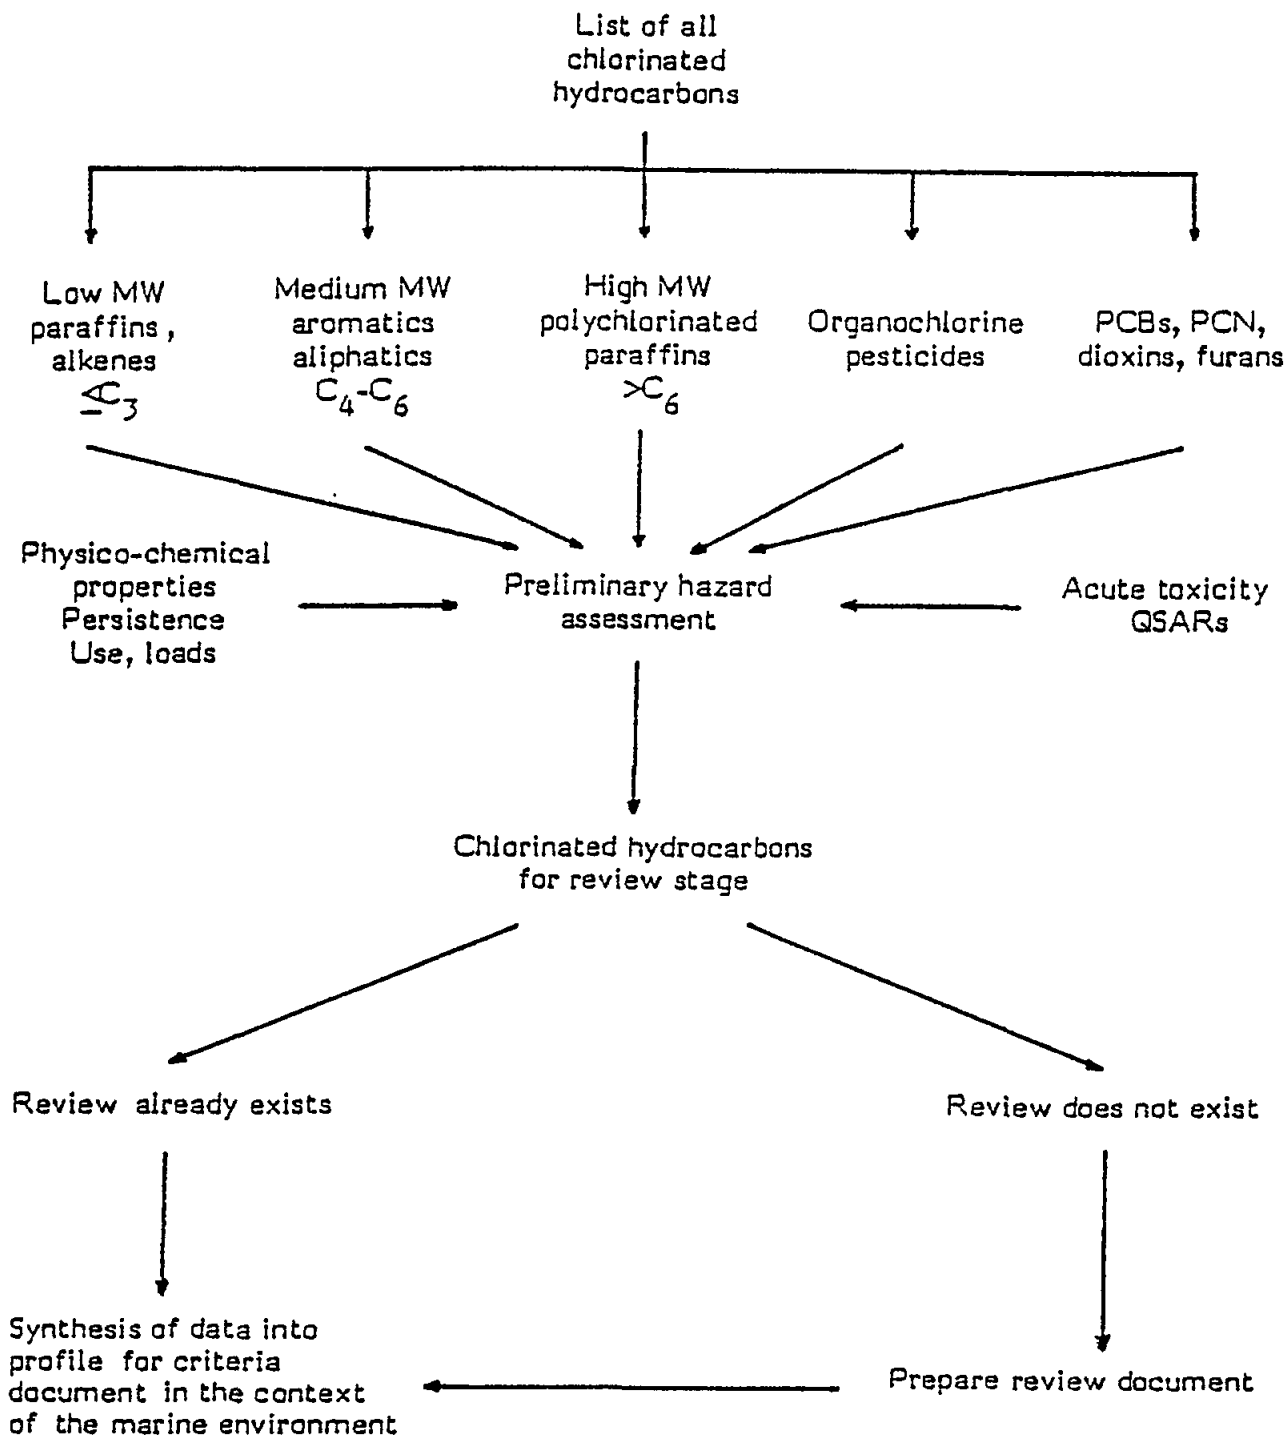 List of all
chlorinated
hydrocarbons
Low MW
paraffins,
alkenes
≤C3
Medium MW
aromatics
aliphatics
C4-C6
High MW
polychlorinated
paraffins
>C6
Organochlorine
pesticides
PCBs, PCN,
dioxins, furans
Physico-chemical
properties
Persistence
Use, loads
Preliminary hazard
assessment
Acute toxicity
QSARs
Chlorinated hydrocarbons
for review stage
Review already exists
Review does not exist
Synthesis of data into
profile for criteria
document in the context
of the marine environment
Prepare review document